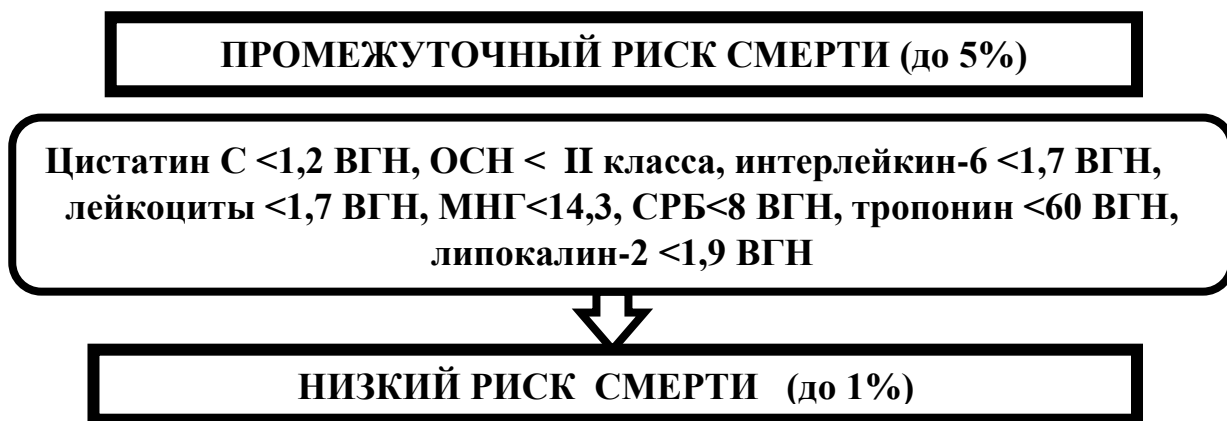 ПРОМЕЖУТОЧНЫЙ РИСК СМЕРТИ (до 5%)
Цистатин С <1,2 ВГН, ОСН < II класса, интерлейкин-6 <1,7 ВГН,
лейкоциты <1,7 ВГН, МНГ<14,3, СРБ<8 ВГН, тропонин <60 ВГН,
липокалин-2 <1,9 ВГН
НИЗКИЙ РИСК СМЕРТИ (до 1%)